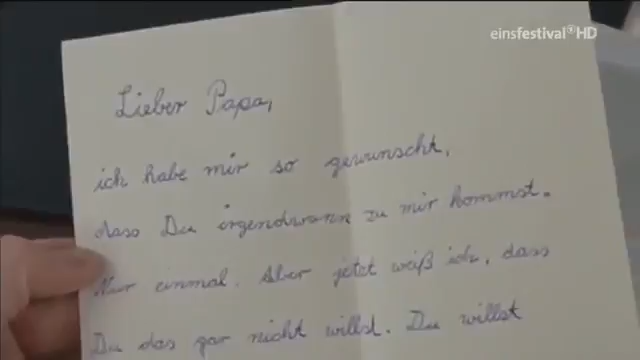 einsfestival HD
Lieber Papa,
ich habe mir so gewünscht,
dass Du irgendwann zu mir kommst.
Nur einmal. Aber jetzt weiß ich, dass
Du das gar nicht willst. Du willst